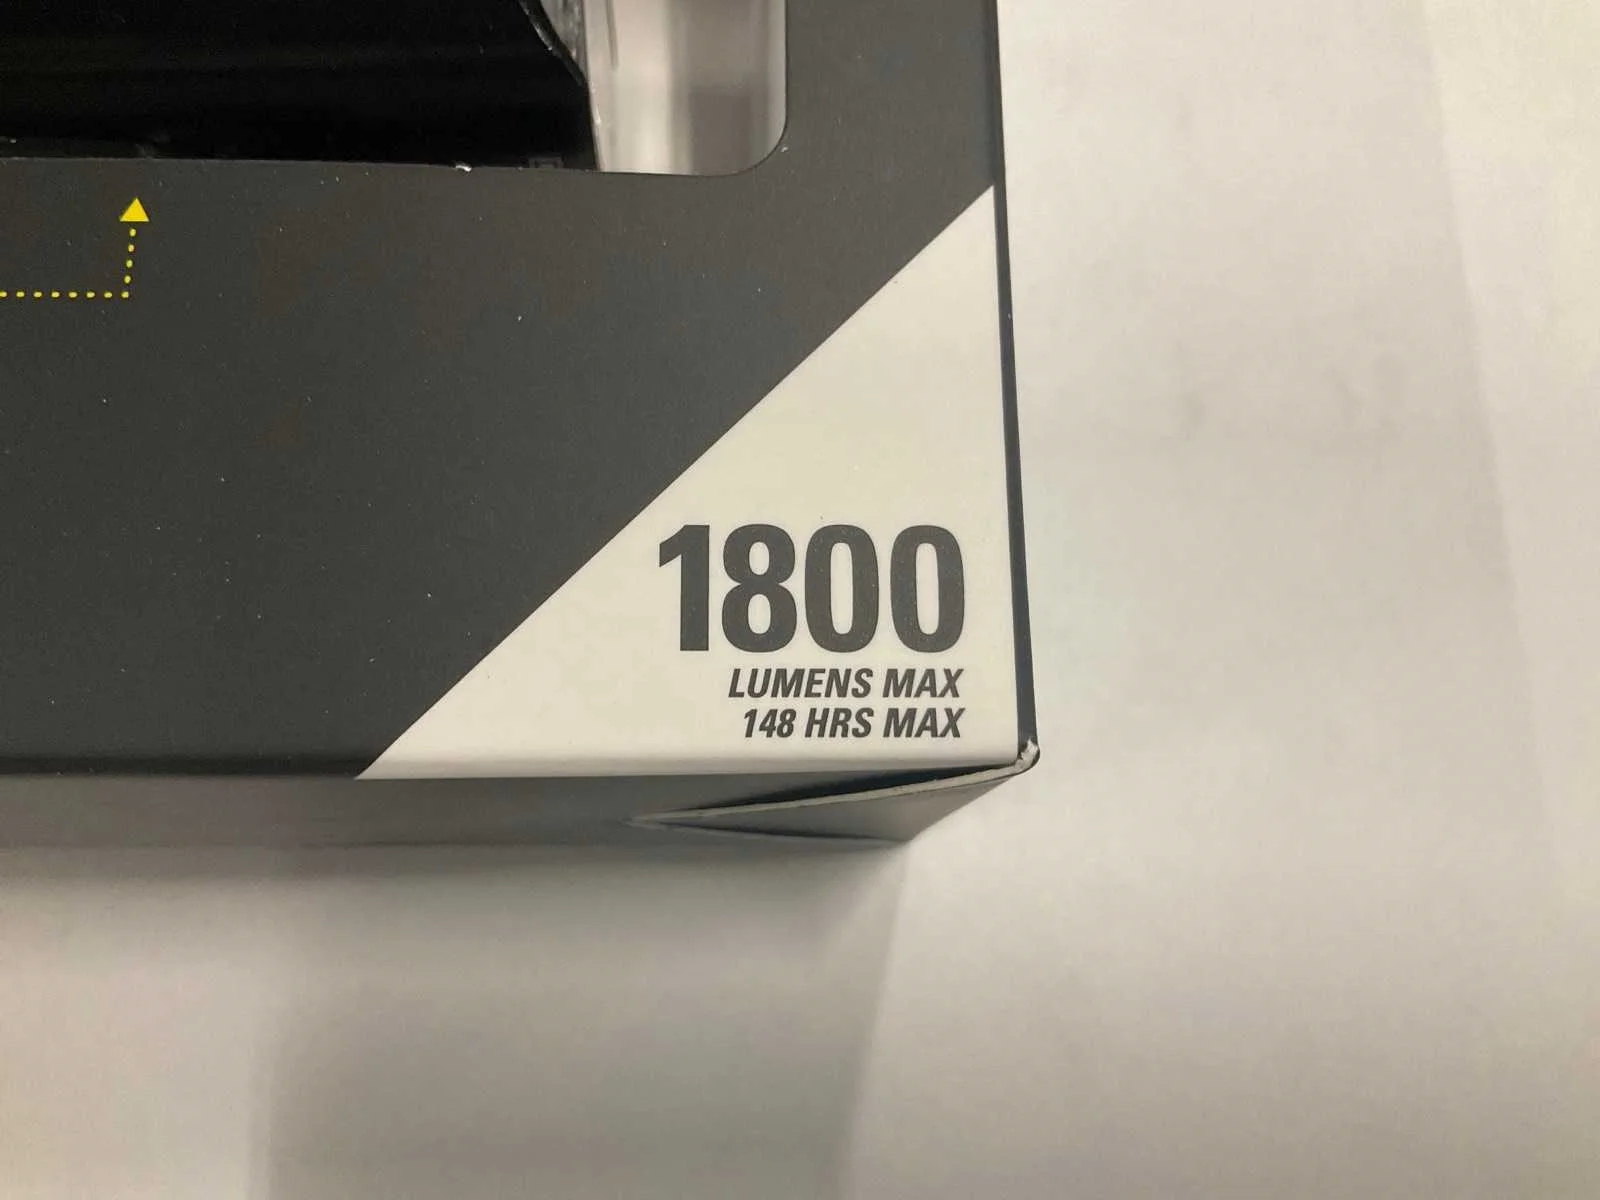 1800
LUMENS MAX
148 HRS MAX